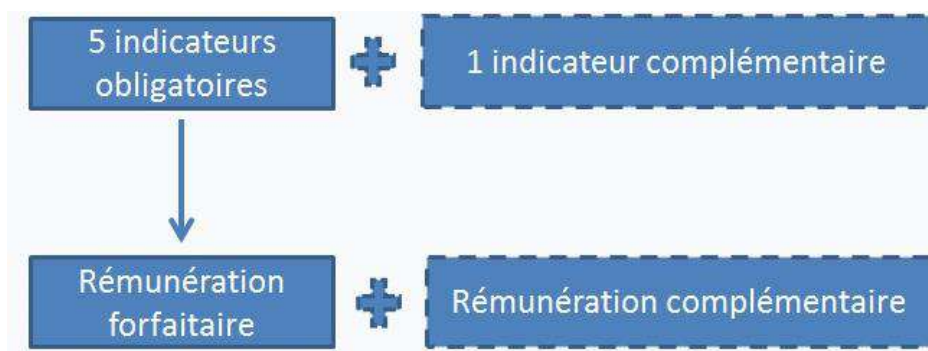 5 indicateurs
obligatoires
1 indicateur complémentaire
Rémunération
forfaitaire
Rémunération complémentaire